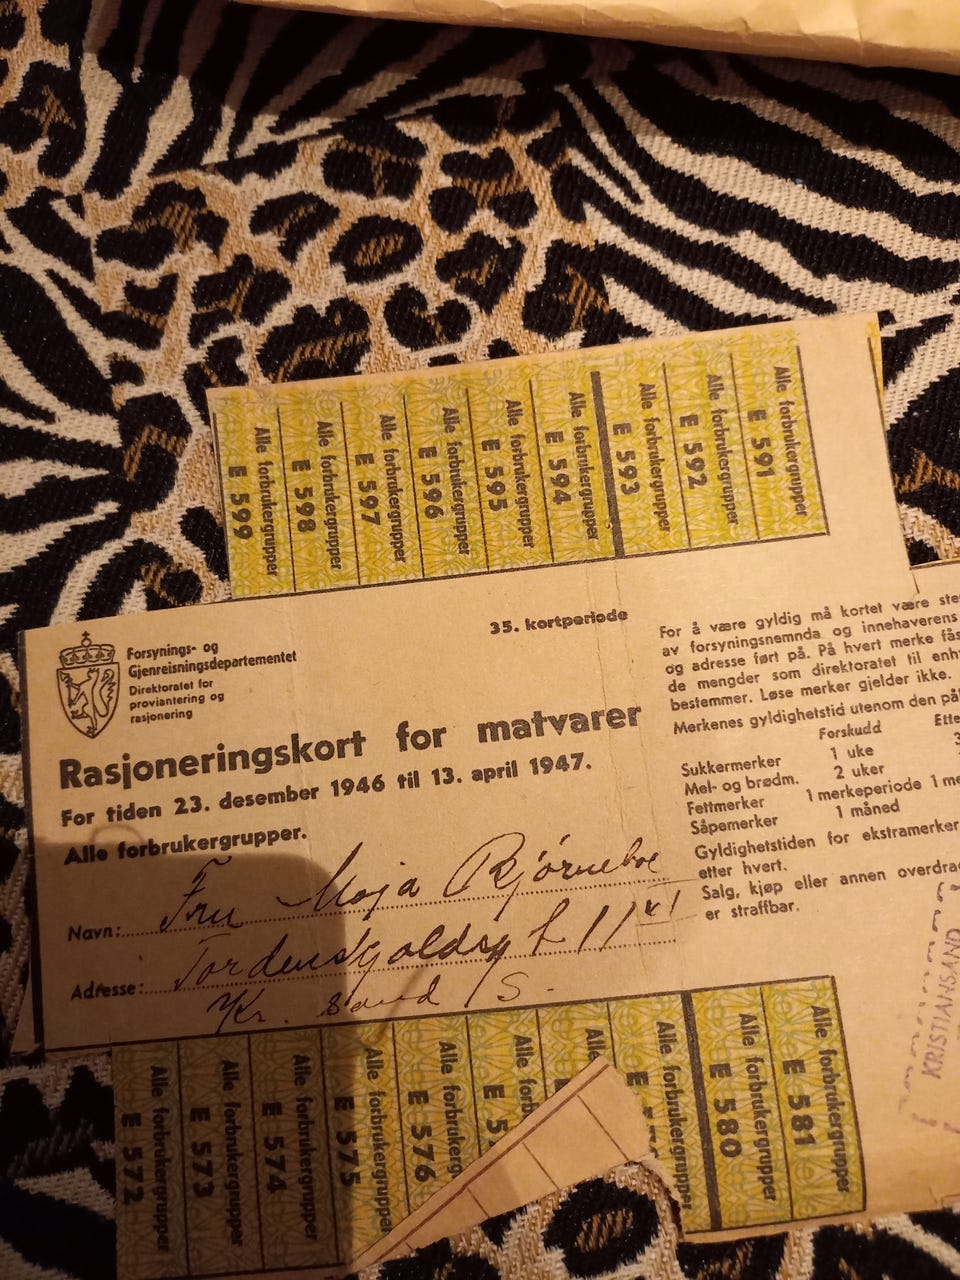 Alle forbrukergrupper
E 599
Alle forbrukergrupper
E 598
Alle forbrukergrupper
E 597
Alle forbrukergrupper
E 596
Alle forbrukergrupper
E 595
Alle forbrukergrupper
E 594
Alle forbrukergrupper
E 593
Alle forbrukergrupper
E 592
Alle forbrukergrupper
E 591
Forsynings- og
Gjenreisningsdepartementet
Direktoratet for
proviantering og
rasjonering
35. kortperiode
Rasjoneringskort for matvarer
For tiden 23. desember 1946 til 13. april 1947.
Alle forbrukergrupper.
Navn: Fru Moja Bjørneboe
Adresse: Tordenskjoldsg
Kr. sand S.
For å være gyldig må kortet være
av forsyningsnemnda og innehaverens
og adresse ført på. På hvert merke fås
de mengder som direktoratet til
bestemmer. Løse merker gjelder ikke.
Merkenes gyldighetstid utenom den
Forskudd
Sukkermerker 1 uke
Mel- og brødm. 2 uker
Fettmerker 1 merkeperiode 1
Såpemerker 1 måned
Gyldighetstiden for ekstramerker
etter hvert.
Salg, kjøp eller annen
er straffbar.
Alle forbrukergrupper
E 572
Alle forbrukergrupper
E 573
Alle forbrukergrupper
E 574
Alle forbrukergrupper
E 575
Alle
E 576
Alle
E
Alle
Alle forbrukergrupper
E
Alle forbrukergrupper
E 580
Alle forbrukergrupper
E 581